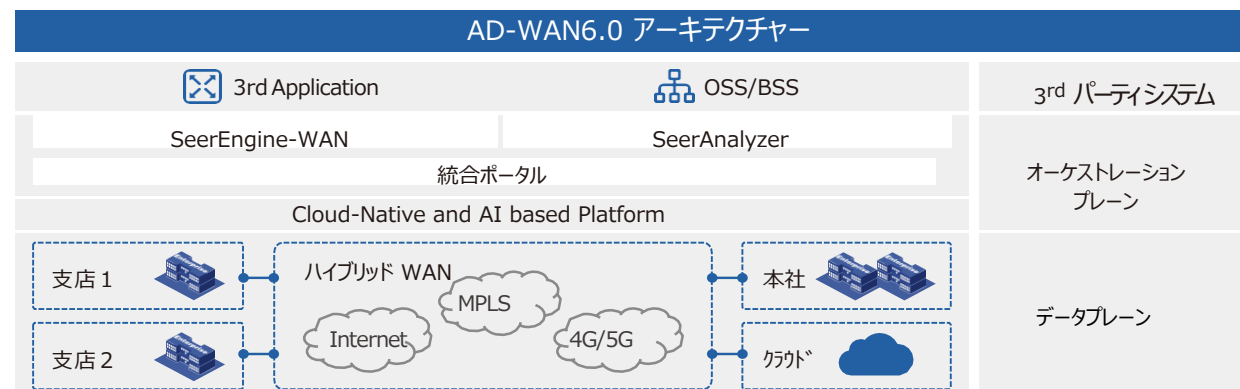 AD-WAN6.0 アーキテクチャー
3rd Application
OSS/BSS
3rd パーティシステム
SeerEngine-WAN
SeerAnalyzer
統合ポータル
オーケストレーション
プレーン
Cloud-Native and AI based Platform
支店1
ハイブリッド WAN
MPLS
Internet
4G/5G
本社
支店2
クラウド
データプレーン